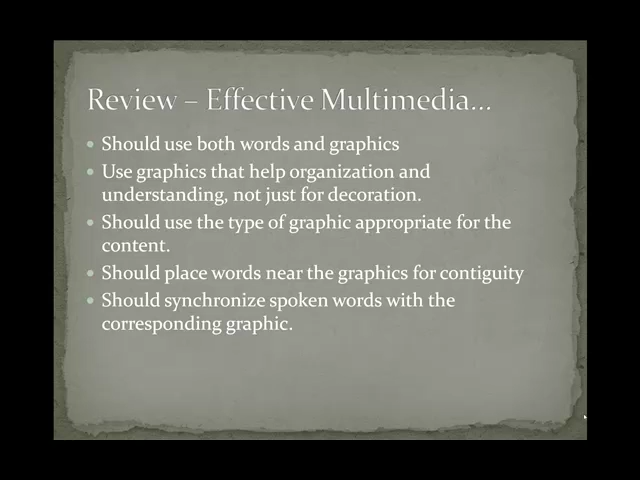 Review – Effective Multimedia...
• Should use both words and graphics
• Use graphics that help organization and
understanding, not just for decoration.
• Should use the type of graphic appropriate for the
content.
• Should place words near the graphics for contiguity
• Should synchronize spoken words with the
corresponding graphic.